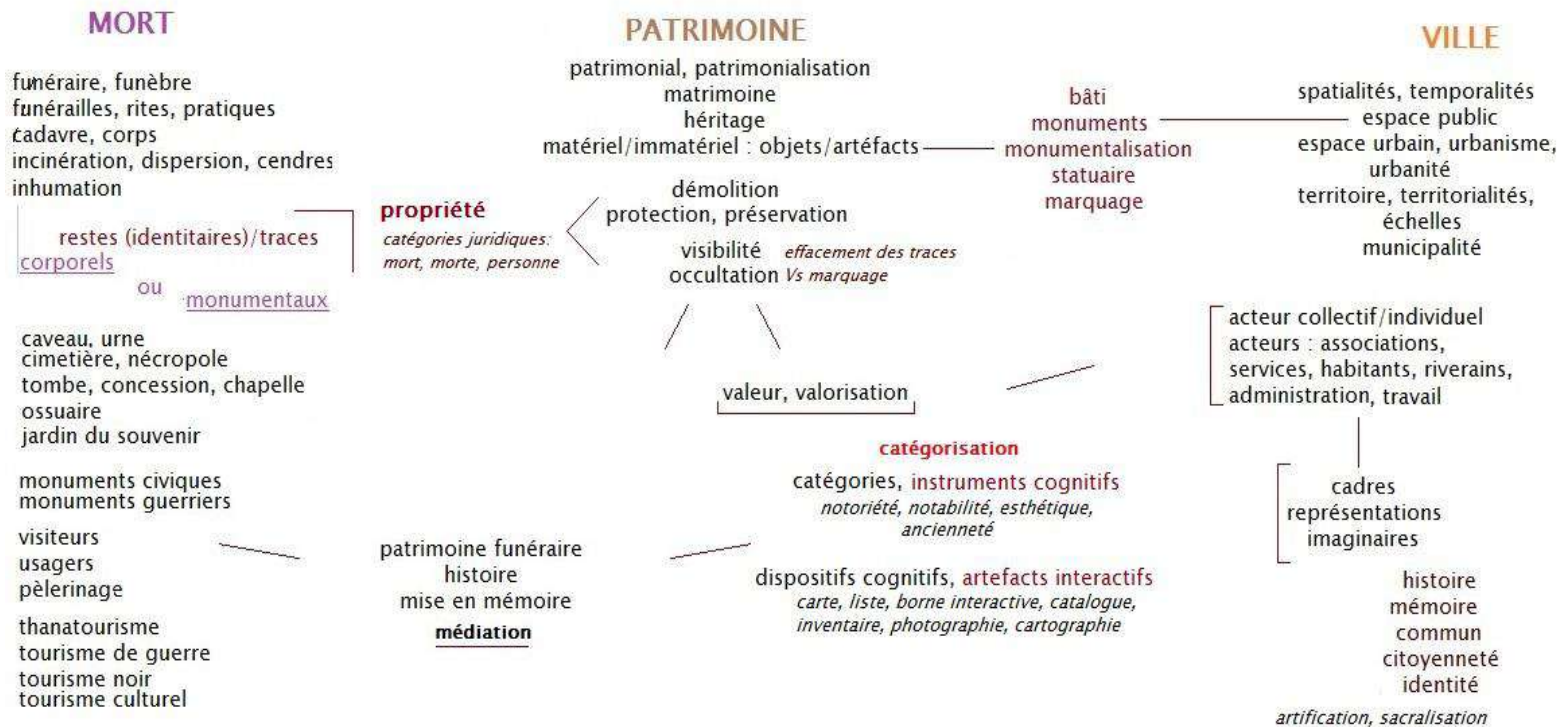 MORT
funéraire, funèbre
funérailles, rites, pratiques
cadavre, corps
incinération, dispersion, cendres
inhumation
restes (identitaires)/traces
corporels
ou
monumentaux
caveau, urne
cimetière, nécropole
tombe, concession, chapelle
ossuaire
jardin du souvenir
monuments civiques
monuments guerriers
visiteurs
usagers
pèlerinage
thanatourisme
tourisme de guerre
tourisme noir
tourisme culturel
propriété
catégories juridiques:
mort, morte, personne
patrimoine funéraire
histoire
mise en mémoire
médiation
PATRIMOINE
patrimonial, patrimonialisation
matrimoine
héritage
matériel/immatériel : objets/artéfacts
démolition
protection, préservation
visibilité
occultation
effacement des traces
Vs marquage
valeur, valorisation
catégorisation
catégories, instruments cognitifs
notoriété, notabilité, esthétique,
ancienneté
dispositifs cognitifs, artefacts interactifs
carte, liste, borne interactive, catalogue,
inventaire, photographie, cartographie
bâti
monuments
monumentalisation
statuaire
marquage
VILLE
spatialités, temporalités
espace public
espace urbain, urbanisme,
urbanité
territoire, territorialités,
échelles
municipalité
acteur collectif/individuel
acteurs : associations,
services, habitants, riverains,
administration, travail
cadres
représentations
imaginaires
histoire
mémoire
commun
citoyenneté
identité
artification, sacralisation